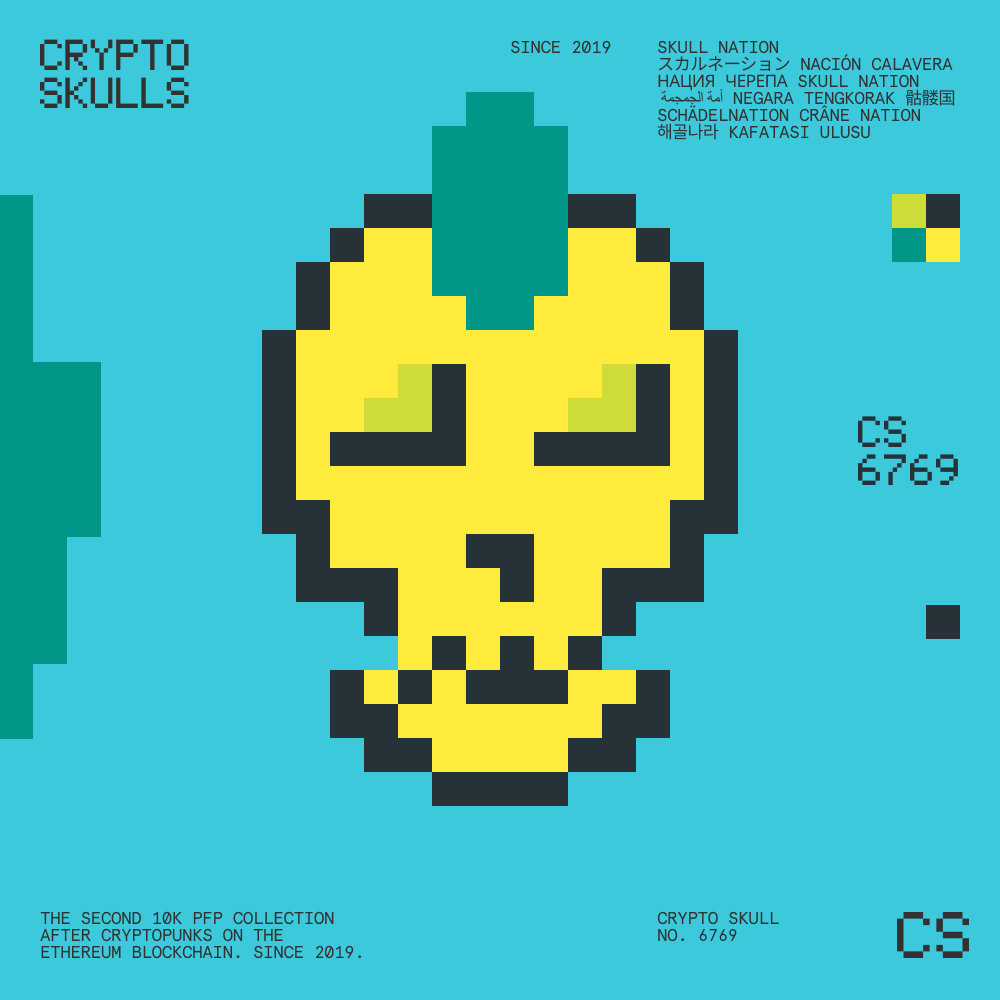 CRYPTO
SKULLS
SINCE 2019
SKULL NATION
スカルネーション NACIÓN CALAVERA
НАЦИЯ ЧЕРЕПА SKULL NATION
أمة الجمجمة NEGARA TENGKORAK 骷髅国
SCHÄDELNATION CRÂNE NATION
해골나라 KAFATASI ULUSU
CS
6769
THE SECOND 10K PFP COLLECTION
AFTER CRYPTOPUNKS ON THE
ETHEREUM BLOCKCHAIN. SINCE 2019.
CRYPTO SKULL
NO. 6769
CS